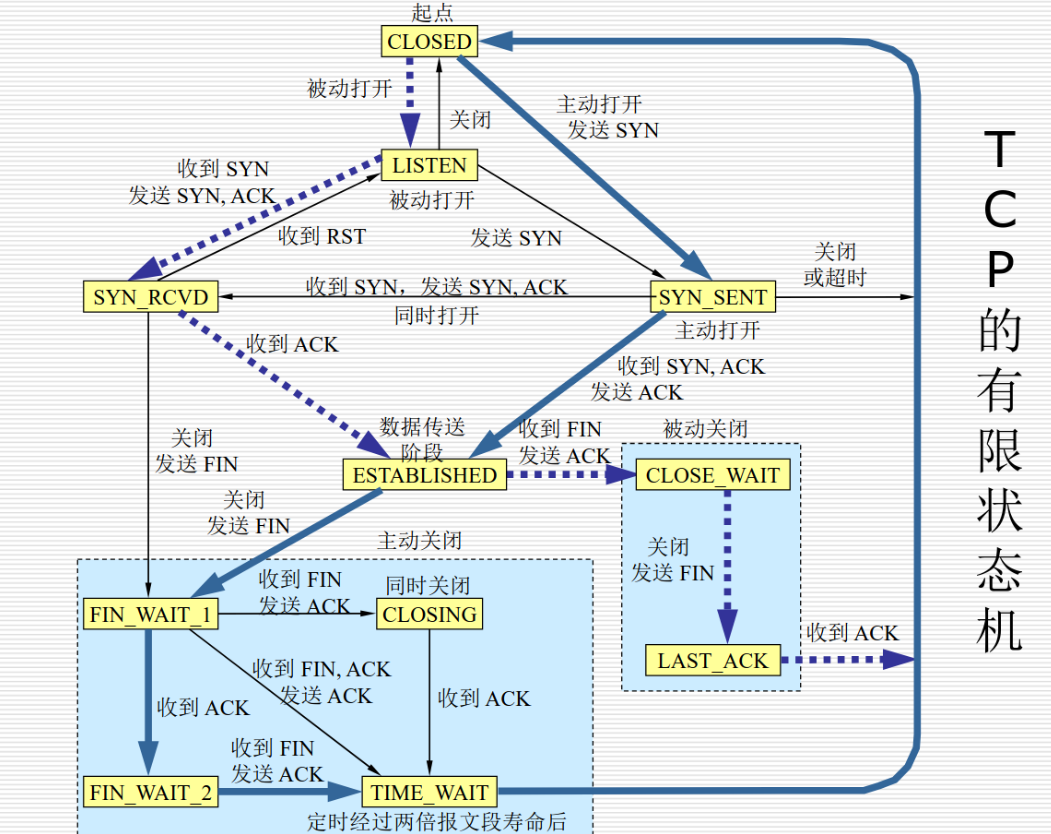 起点
CLOSED
被动打开
关闭
主动打开
发送 SYN
收到 SYN
发送 SYN, ACK
LISTEN
被动打开
收到 RST
发送 SYN
关闭
或超时
SYN_RCVD
收到 SYN，发送 SYN, ACK
同时打开
SYN_SENT
主动打开
收到 ACK
收到 SYN, ACK
发送 ACK
关闭
发送 FIN
数据传送
阶段
ESTABLISHED
收到 FIN
发送 ACK
被动关闭
CLOSE_WAIT
关闭
发送 FIN
关闭
发送 FIN
LAST_ACK
收到 ACK
主动关闭
FIN_WAIT_1
收到 FIN
发送 ACK
同时关闭
CLOSING
收到 FIN, ACK
发送 ACK
收到 ACK
收到 ACK
收到 FIN
发送 ACK
FIN_WAIT_2
TIME_WAIT
定时经过两倍报文段寿命后
TCP的有限状态机